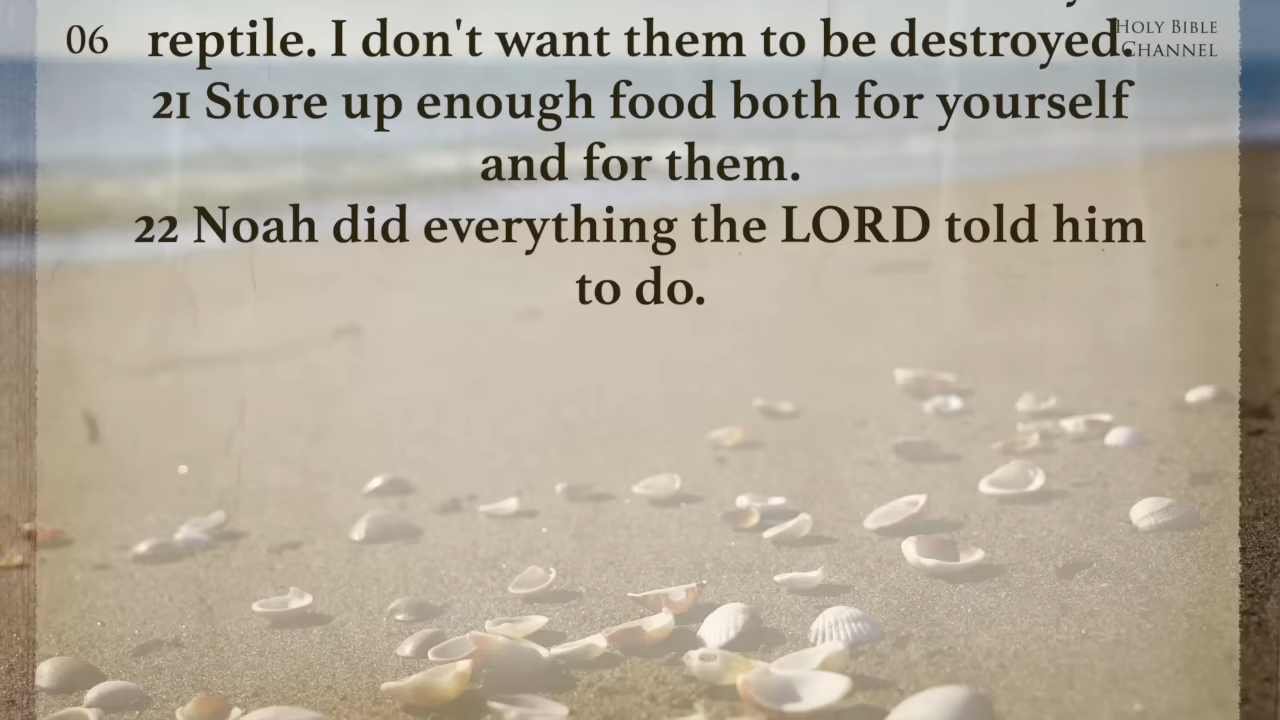 06
reptile. I don't want them to be destroyed.
HOLY BIBLE
CHANNEL
21 Store up enough food both for yourself
and for them.
22 Noah did everything the LORD told him
to do.